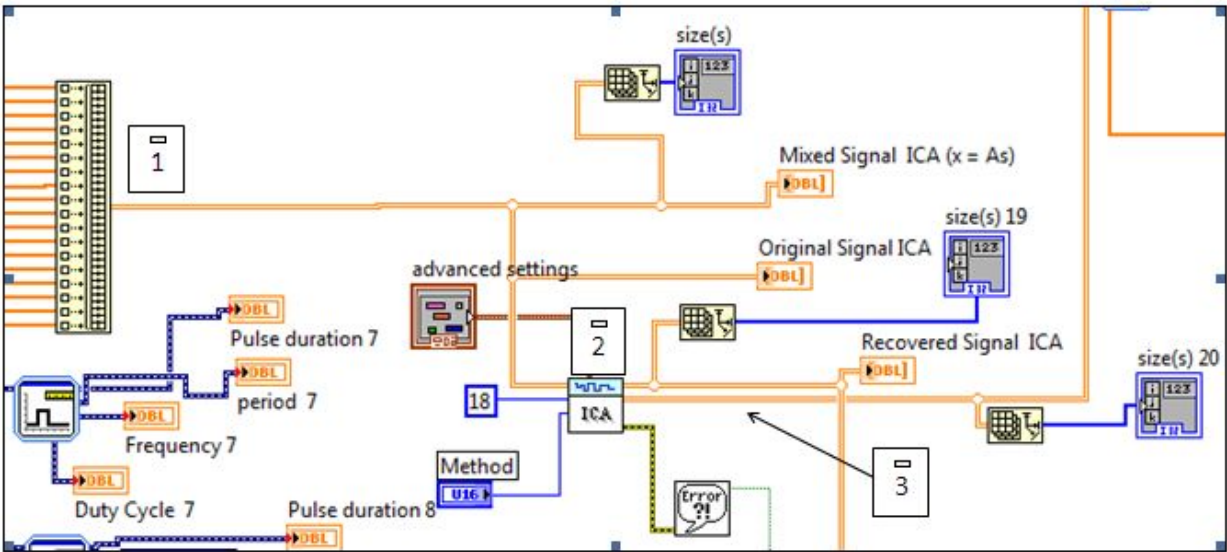 size(s)
123
1
Mixed Signal ICA (x = As)
DBL
size(s) 19
123
Original Signal ICA
DBL
advanced settings
DBL
Pulse duration 7
2
Recovered Signal ICA
DBL
size(s) 20
123
DBL
period 7
18
ICA
DBL
Frequency 7
Method
U16
3
DBL
Duty Cycle 7
Error
?!
Pulse duration 8
DBL